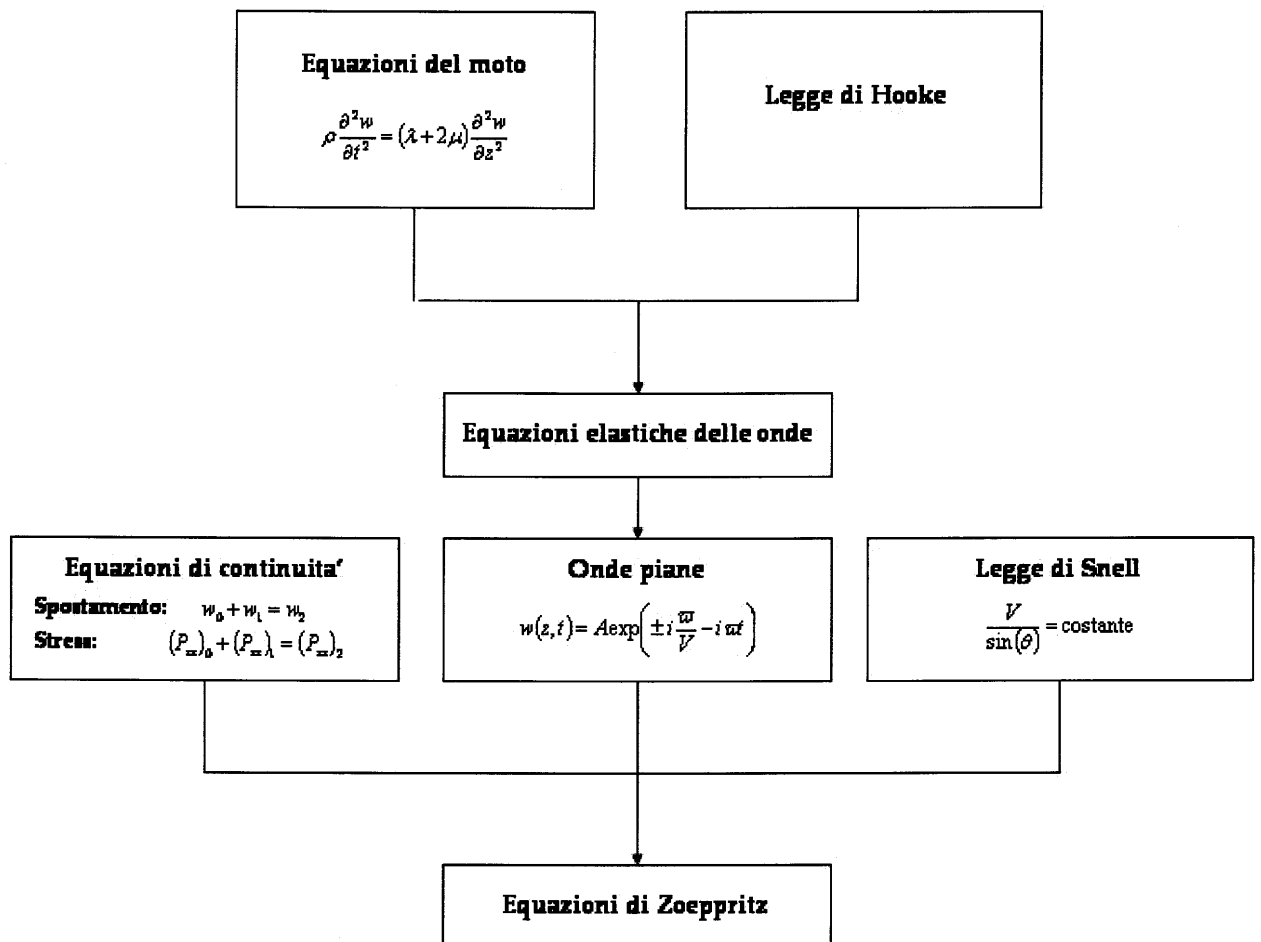 Equazioni del moto
ρ ∂²w/∂t² = (λ+2μ) ∂²w/∂z²
Legge di Hooke
Equazioni elastiche delle onde
Equazioni di continuita'
Spostamento: w₀ + w₁ = w₂
Stress: (P_zz)₀ + (P_zz)₁ = (P_zz)₂
Onde piane
w(z,t) = A exp(±i ϖ/V − i ϖt)
Legge di Snell
V/sin(θ) = costante
Equazioni di Zoeppritz